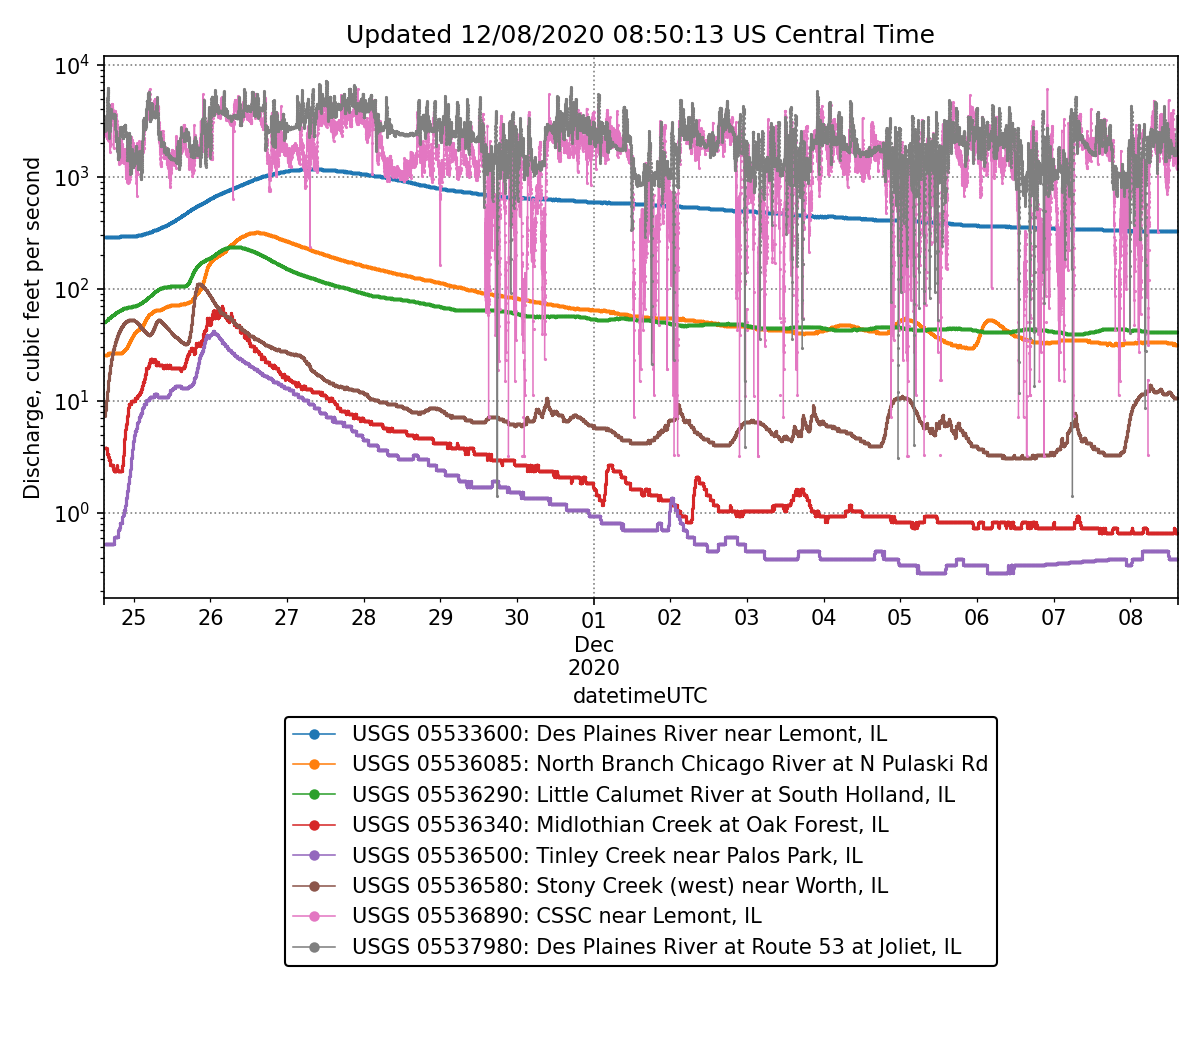 Updated 12/08/2020 08:50:13 US Central Time
Discharge, cubic feet per second
10^4
10^3
10^2
10^1
10^0
25 26 27 28 29 30 01 02 03 04 05 06 07 08
Dec
2020
datetimeUTC
USGS 05533600: Des Plaines River near Lemont, IL
USGS 05536085: North Branch Chicago River at N Pulaski Rd
USGS 05536290: Little Calumet River at South Holland, IL
USGS 05536340: Midlothian Creek at Oak Forest, IL
USGS 05536500: Tinley Creek near Palos Park, IL
USGS 05536580: Stony Creek (west) near Worth, IL
USGS 05536890: CSSC near Lemont, IL
USGS 05537980: Des Plaines River at Route 53 at Joliet, IL